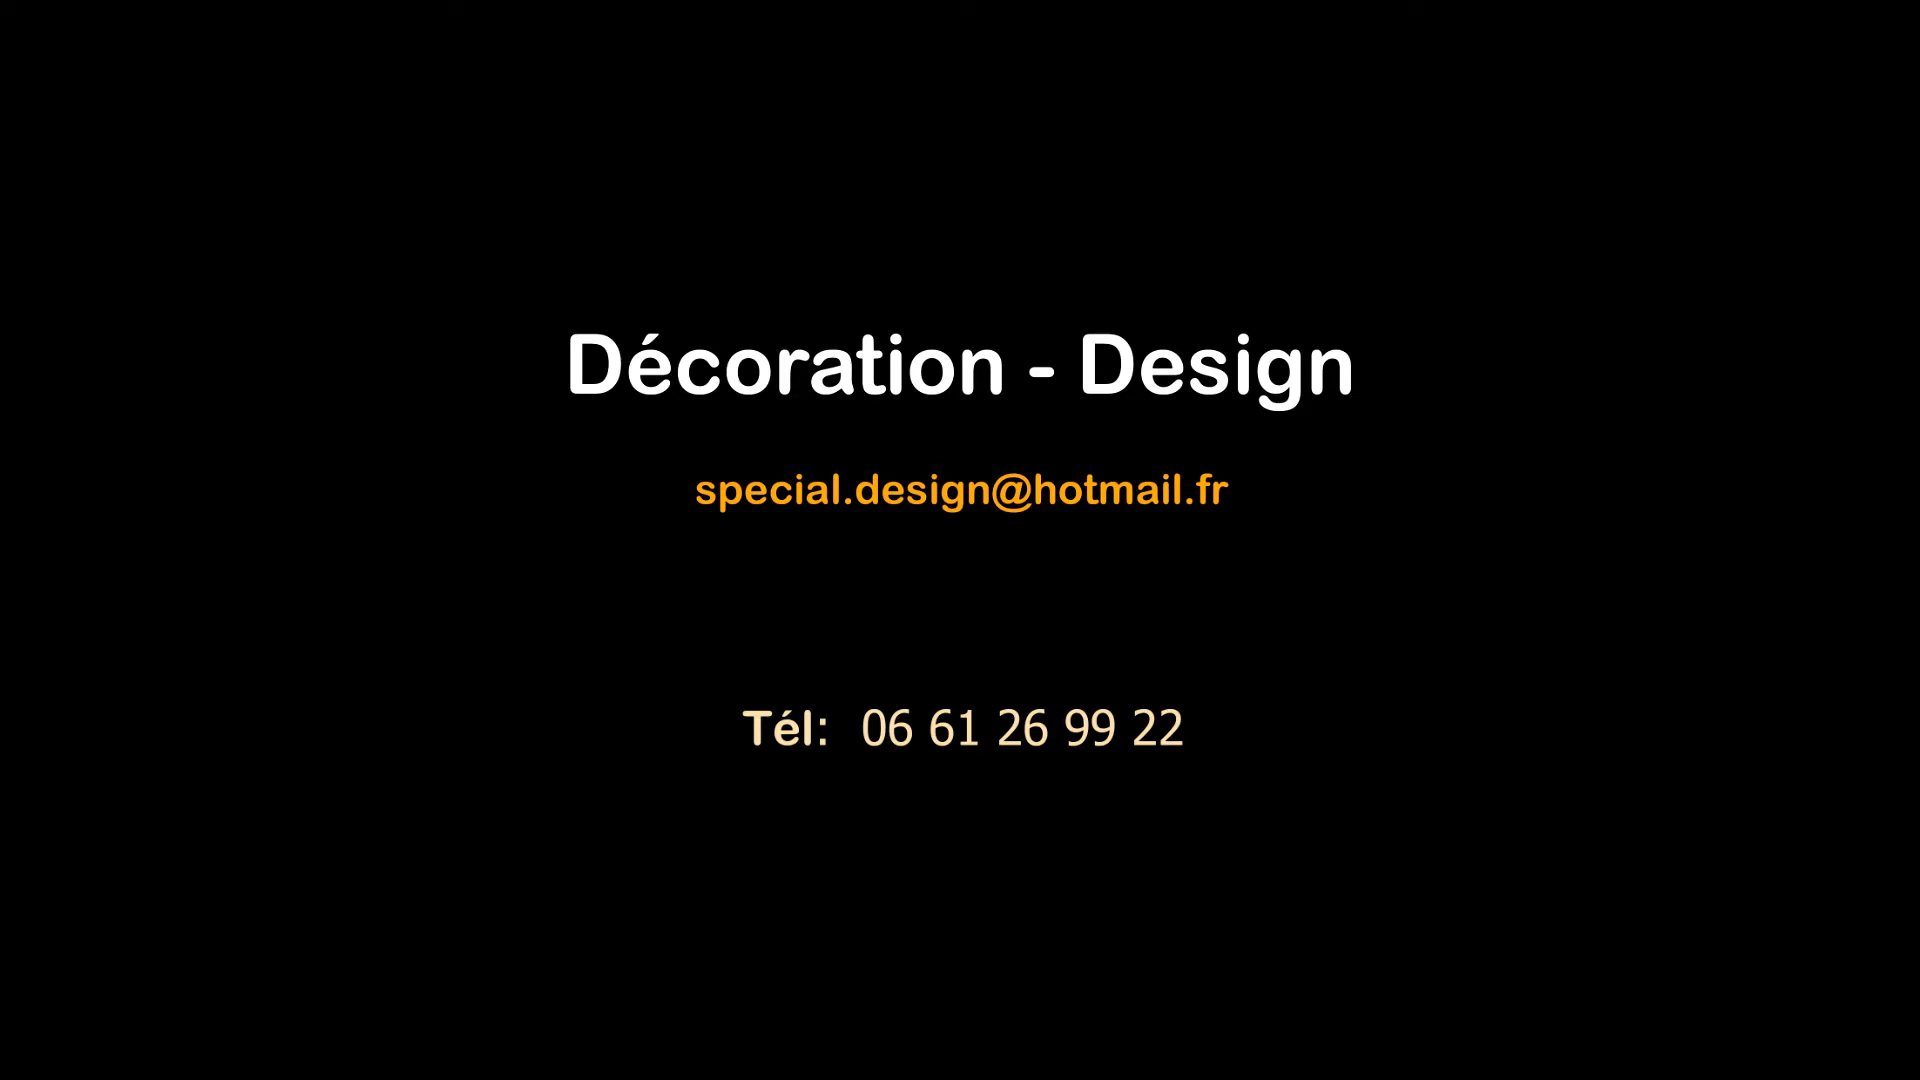 Décoration - Design
special.design@hotmail.fr
Tél: 06 61 26 99 22